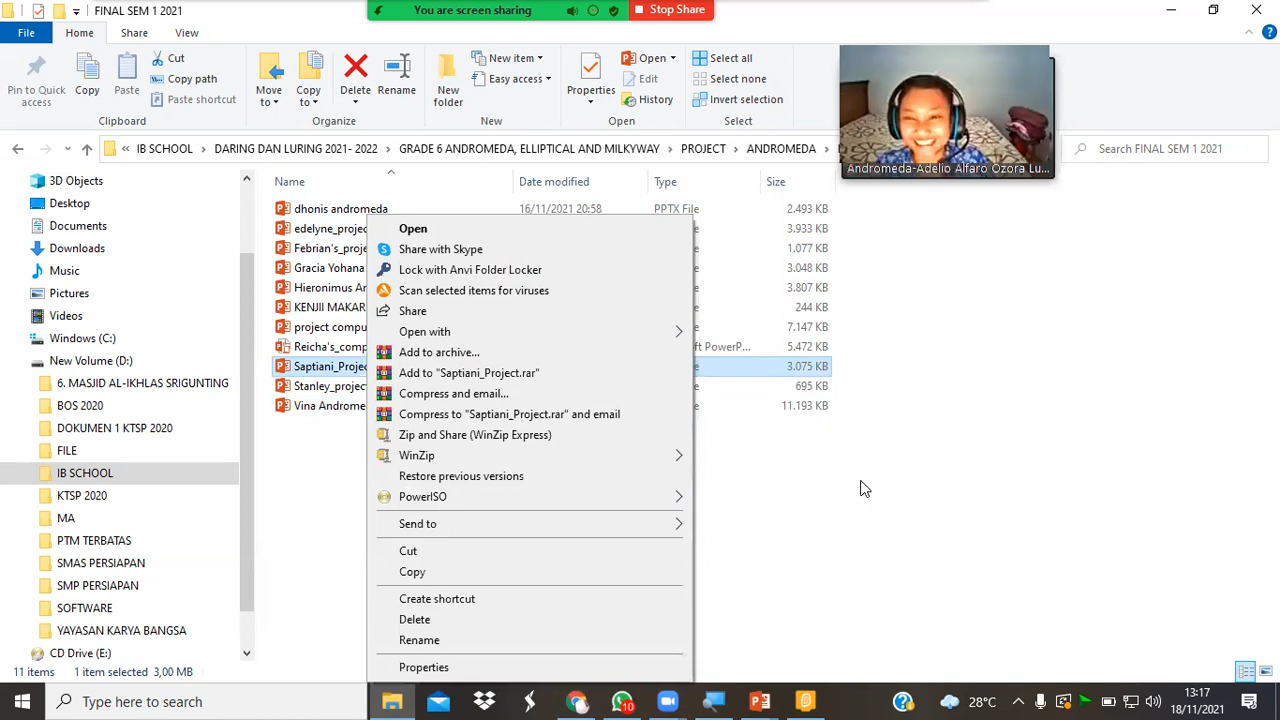 FINAL SEM 1 2021
You are screen sharing
Stop Share
File
Home
Share
View
Pin to Quick access
Copy
Paste
Cut
Copy path
Paste shortcut
Clipboard
Move to
Copy to
Delete
Rename
Organize
New folder
New item
Easy access
New
Properties
Open
Edit
History
Open
Select all
Select none
Invert selection
Select
Andromeda-Adelio Alfaro Ozora Lu...
IB SCHOOL
DARING DAN LURING 2021- 2022
GRADE 6 ANDROMEDA, ELLIPTICAL AND MILKYWAY
PROJECT
ANDROMEDA
Search FINAL SEM 1 2021
3D Objects
Desktop
Documents
Downloads
Music
Pictures
Videos
Windows (C:)
New Volume (D:)
6. MASJID AL-IKHLAS SRIGUNTING
BOS 2020
DOKUMEN 1 KTSP 2020
FILE
IB SCHOOL
KTSP 2020
MA
PTM TERBATAS
SMAS PERSIAPAN
SMP PERSIAPAN
SOFTWARE
YAYASAN KARYA BANGSA
CD Drive (E:)
Name Date modified Type Size
dhonis andromeda 16/11/2021 20:58 PPTX File 2.493 KB
edelyne_projec 3.933 KB
Febrian's_proje 1.077 KB
Gracia Yohana 3.048 KB
Hieronimus An 3.807 KB
KENJII MAKAR 244 KB
project compu 7.147 KB
Reicha's_comp ft PowerP... 5.472 KB
Saptiani_Projec 3.075 KB
Stanley_project 695 KB
Vina Androme 11.193 KB
Open
Share with Skype
Lock with Anvi Folder Locker
Scan selected items for viruses
Share
Open with
Add to archive...
Add to "Saptiani_Project.rar"
Compress and email...
Compress to "Saptiani_Project.rar" and email
Zip and Share (WinZip Express)
WinZip
Restore previous versions
PowerISO
Send to
Cut
Copy
Create shortcut
Delete
Rename
Properties
11 items 1 item selected 3,00 MB
Type here to search
10
28°C
13:17
18/11/2021